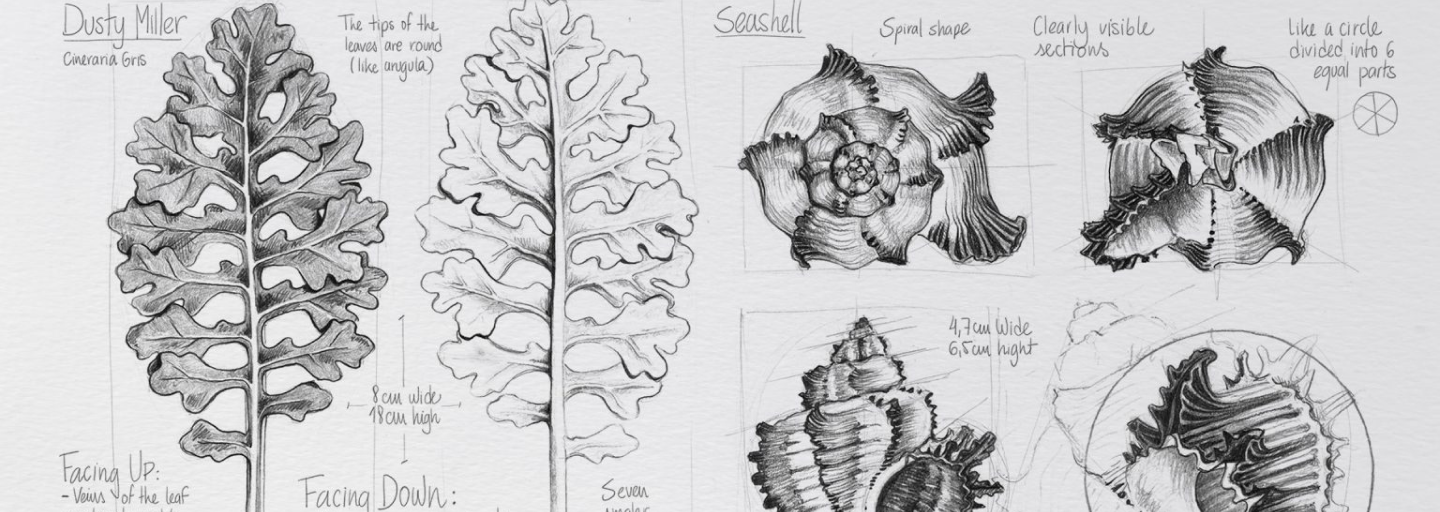 Dusty Miller
Cineraria Gris
The tips of the
leaves are round
(like arugula)
8cm wide
18cm high
Facing Up:
- Veins of the leaf
Facing Down:
Seven
Seashell
Spiral shape
Clearly visible
sections
Like a circle
divided into 6
equal parts
4,7cm Wide
6,5cm hight